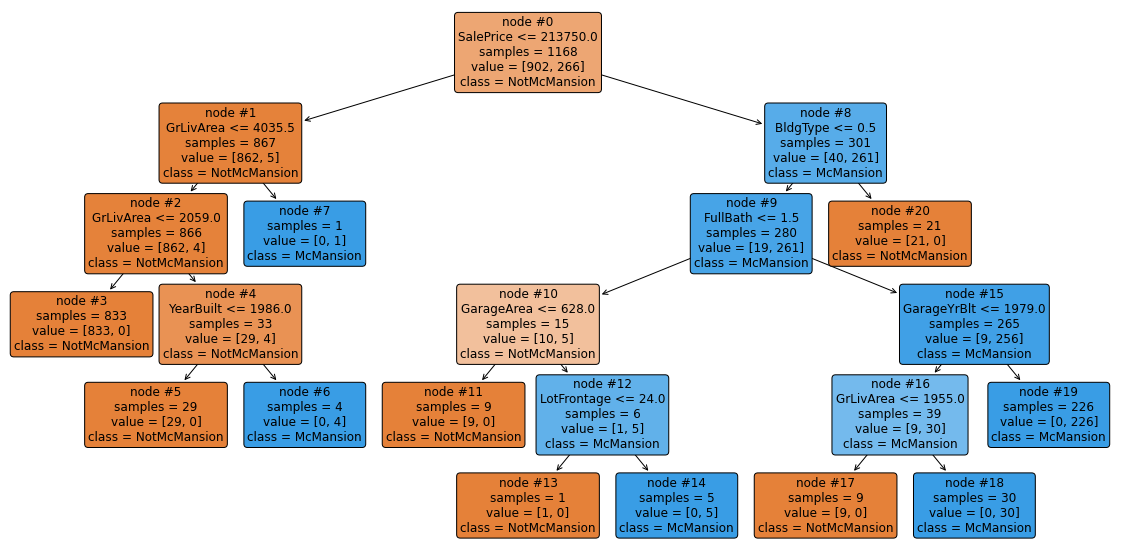 node #0
SalePrice <= 213750.0
samples = 1168
value = [902, 266]
class = NotMcMansion
node #1
GrLivArea <= 4035.5
samples = 867
value = [862, 5]
class = NotMcMansion
node #8
BldgType <= 0.5
samples = 301
value = [40, 261]
class = McMansion
node #2
GrLivArea <= 2059.0
samples = 866
value = [862, 4]
class = NotMcMansion
node #7
samples = 1
value = [0, 1]
class = McMansion
node #9
FullBath <= 1.5
samples = 280
value = [19, 261]
class = McMansion
node #20
samples = 21
value = [21, 0]
class = NotMcMansion
node #3
samples = 833
value = [833, 0]
class = NotMcMansion
node #4
YearBuilt <= 1986.0
samples = 33
value = [29, 4]
class = NotMcMansion
node #10
GarageArea <= 628.0
samples = 15
value = [10, 5]
class = NotMcMansion
node #15
GarageYrBlt <= 1979.0
samples = 265
value = [9, 256]
class = McMansion
node #5
samples = 29
value = [29, 0]
class = NotMcMansion
node #6
samples = 4
value = [0, 4]
class = McMansion
node #11
samples = 9
value = [9, 0]
class = NotMcMansion
node #12
LotFrontage <= 24.0
samples = 6
value = [1, 5]
class = McMansion
node #16
GrLivArea <= 1955.0
samples = 39
value = [9, 30]
class = McMansion
node #19
samples = 226
value = [0, 226]
class = McMansion
node #13
samples = 1
value = [1, 0]
class = NotMcMansion
node #14
samples = 5
value = [0, 5]
class = McMansion
node #17
samples = 9
value = [9, 0]
class = NotMcMansion
node #18
samples = 30
value = [0, 30]
class = McMansion